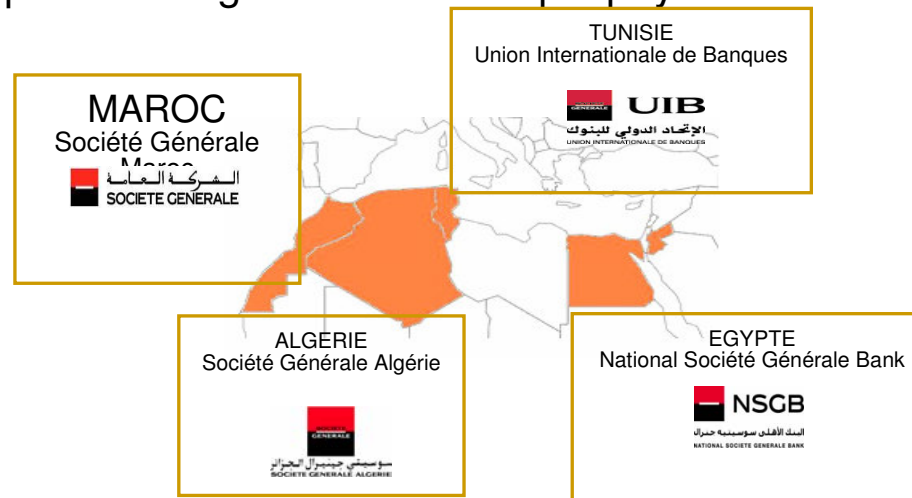 TUNISIE
Union Internationale de Banques
SOCIETE
GENERALE
UIB
الإتحاد الدولي للبنوك
UNION INTERNATIONALE DE BANQUES
MAROC
Société Générale
Maroc
الشركة العامة
SOCIETE GENERALE
ALGERIE
Société Générale Algérie
SOCIETE
GENERALE
سوسيتي جينيرال الجزائر
SOCIETE GENERALE ALGERIE
EGYPTE
National Société Générale Bank
NSGB
البنك الأهلي سوسيتيه جنرال
NATIONAL SOCIETE GENERALE BANK